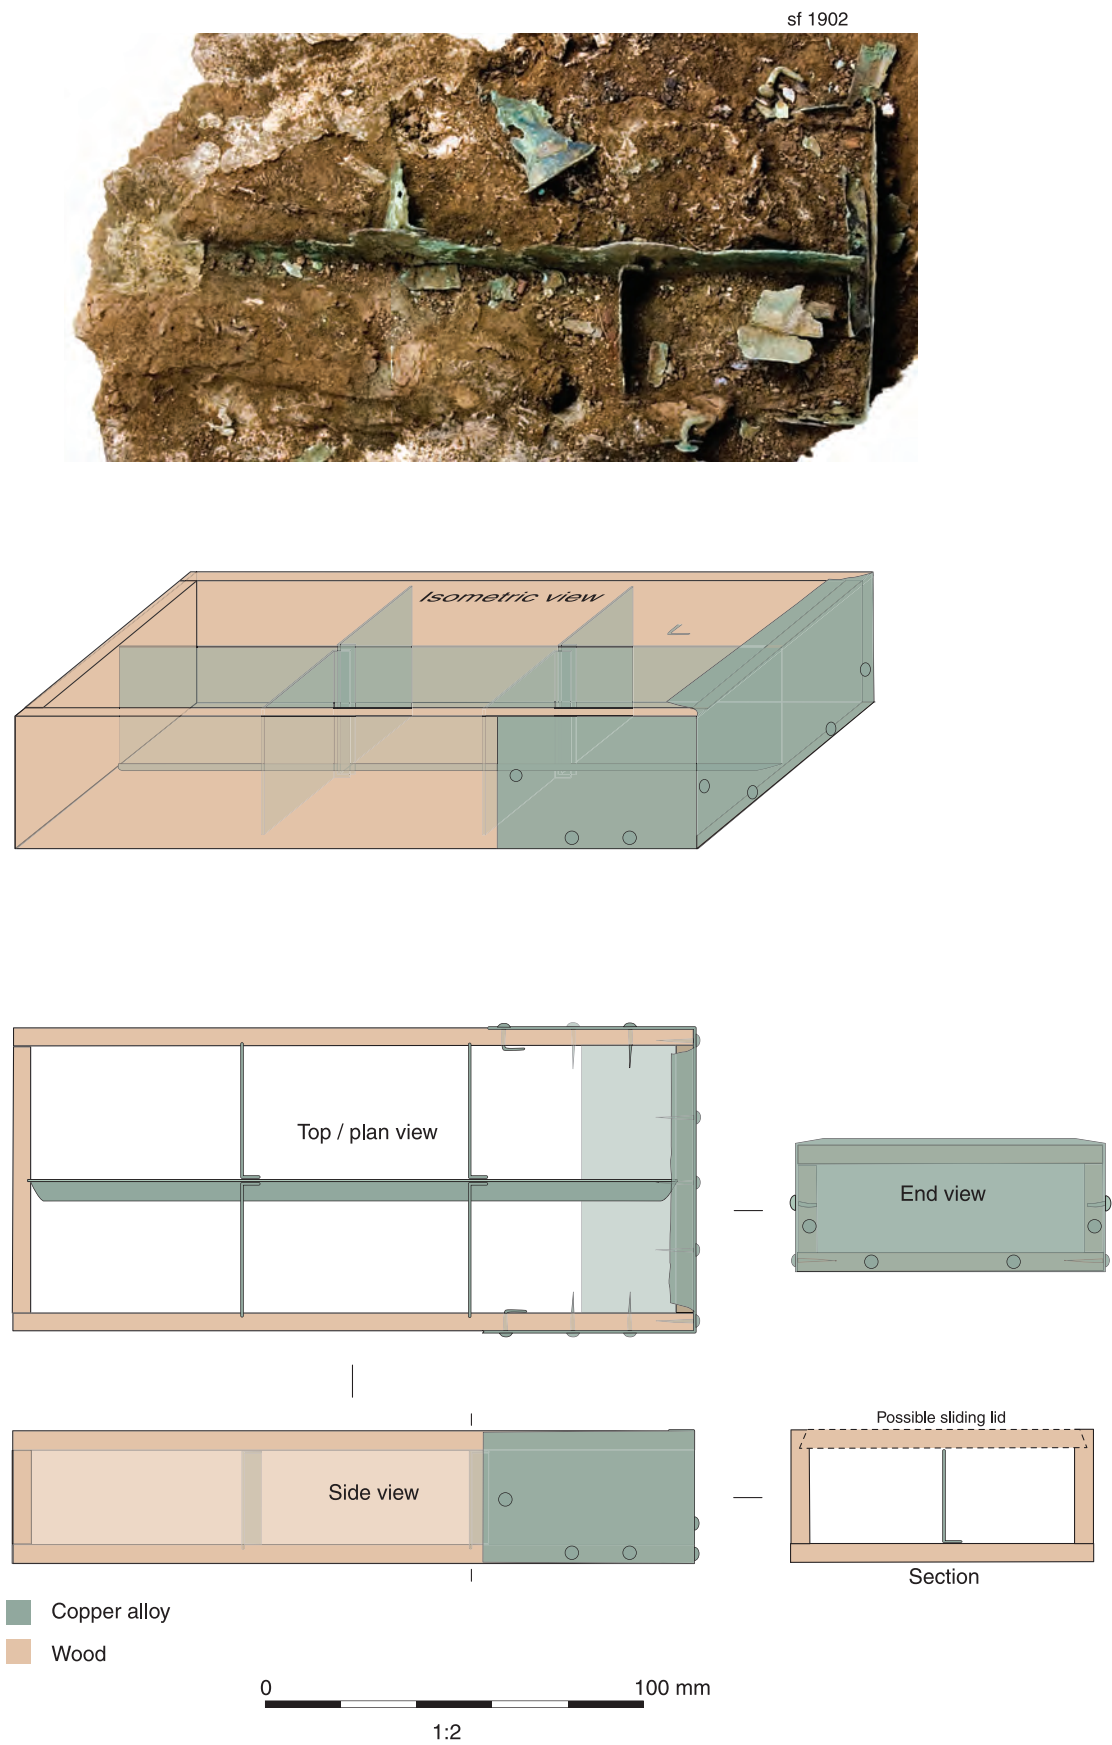 sf 1902
Isometric view
Top / plan view
End view
Possible sliding lid
Side view
Section
Copper alloy
Wood
0 100 mm
1:2